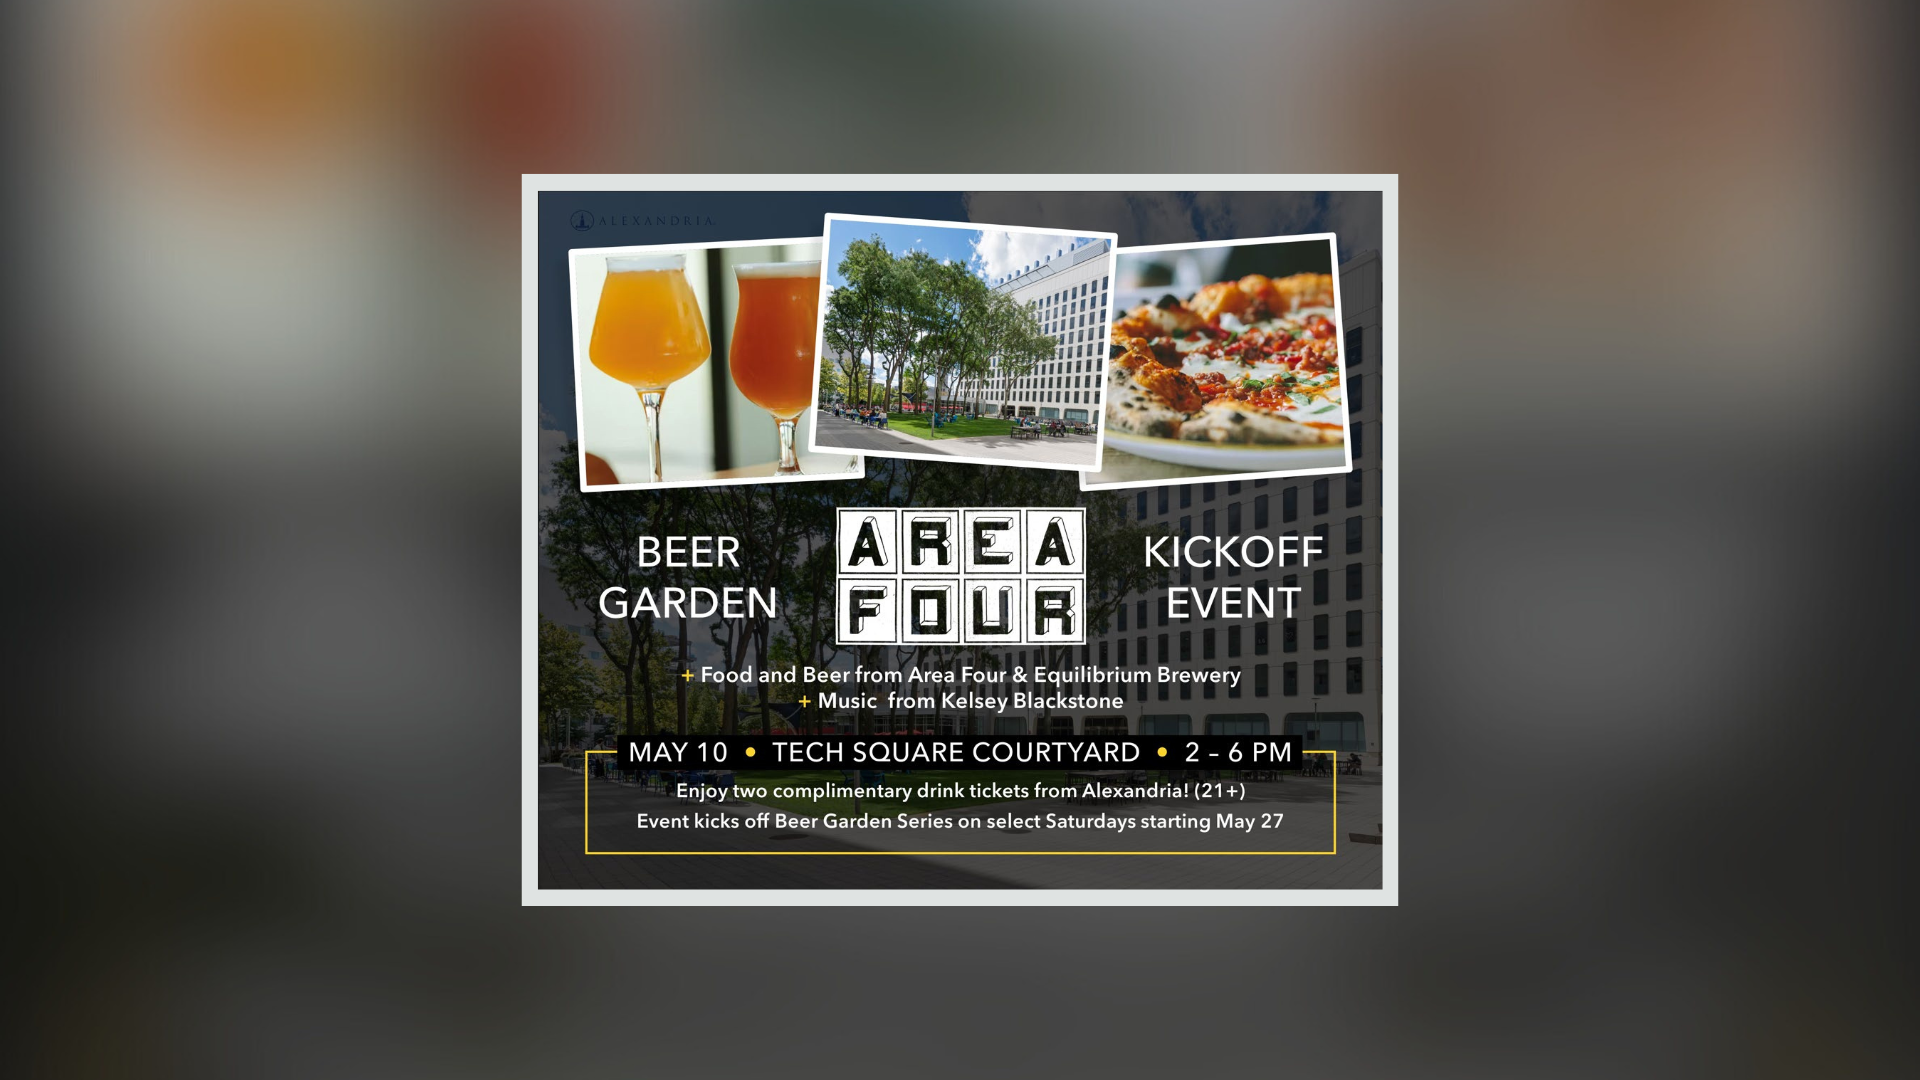 ALEXANDRIA.
BEER
GARDEN
AREA
FOUR
KICKOFF
EVENT
+ Food and Beer from Area Four & Equilibrium Brewery
+ Music from Kelsey Blackstone
MAY 10 • TECH SQUARE COURTYARD • 2 – 6 PM
Enjoy two complimentary drink tickets from Alexandria! (21+)
Event kicks off Beer Garden Series on select Saturdays starting May 27